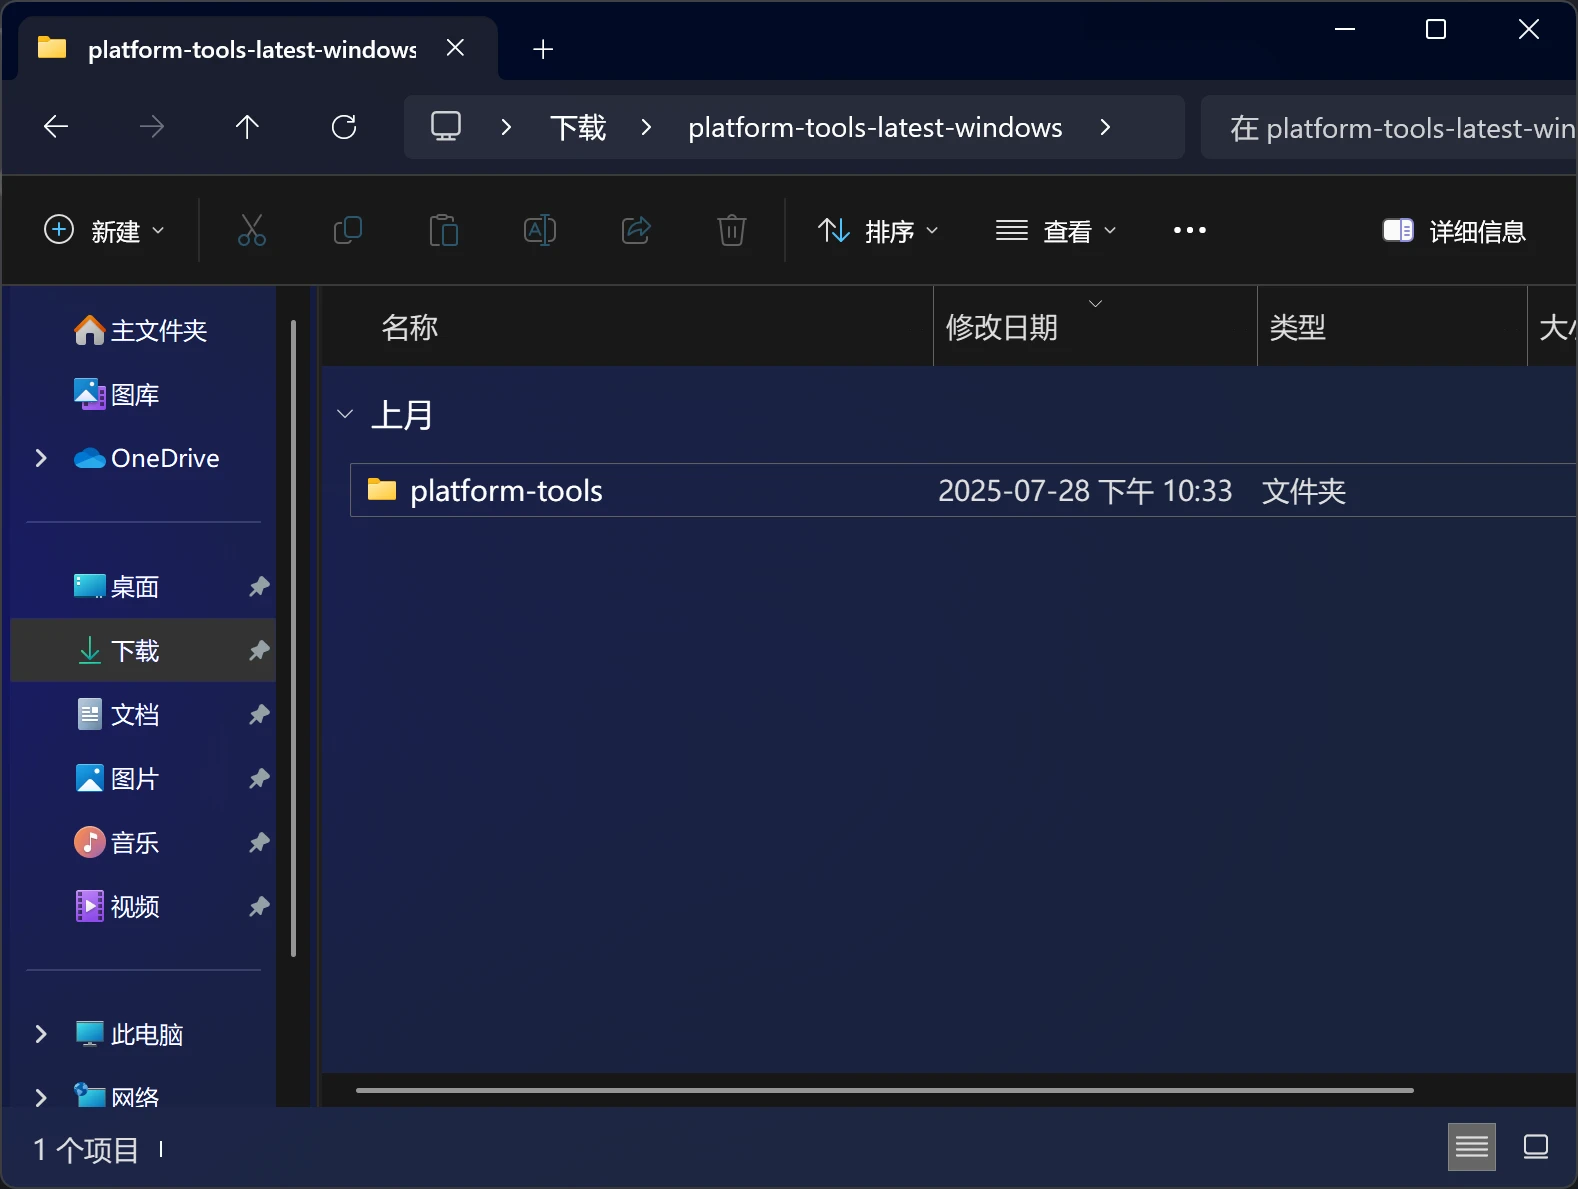 platform-tools-latest-windows
下载
platform-tools-latest-windows
在 platform-tools-latest-win
新建
排序
查看
详细信息
主文件夹
图库
OneDrive
桌面
下载
文档
图片
音乐
视频
此电脑
网络
名称
修改日期
类型
大小
上月
platform-tools
2025-07-28 下午 10:33
文件夹
1 个项目